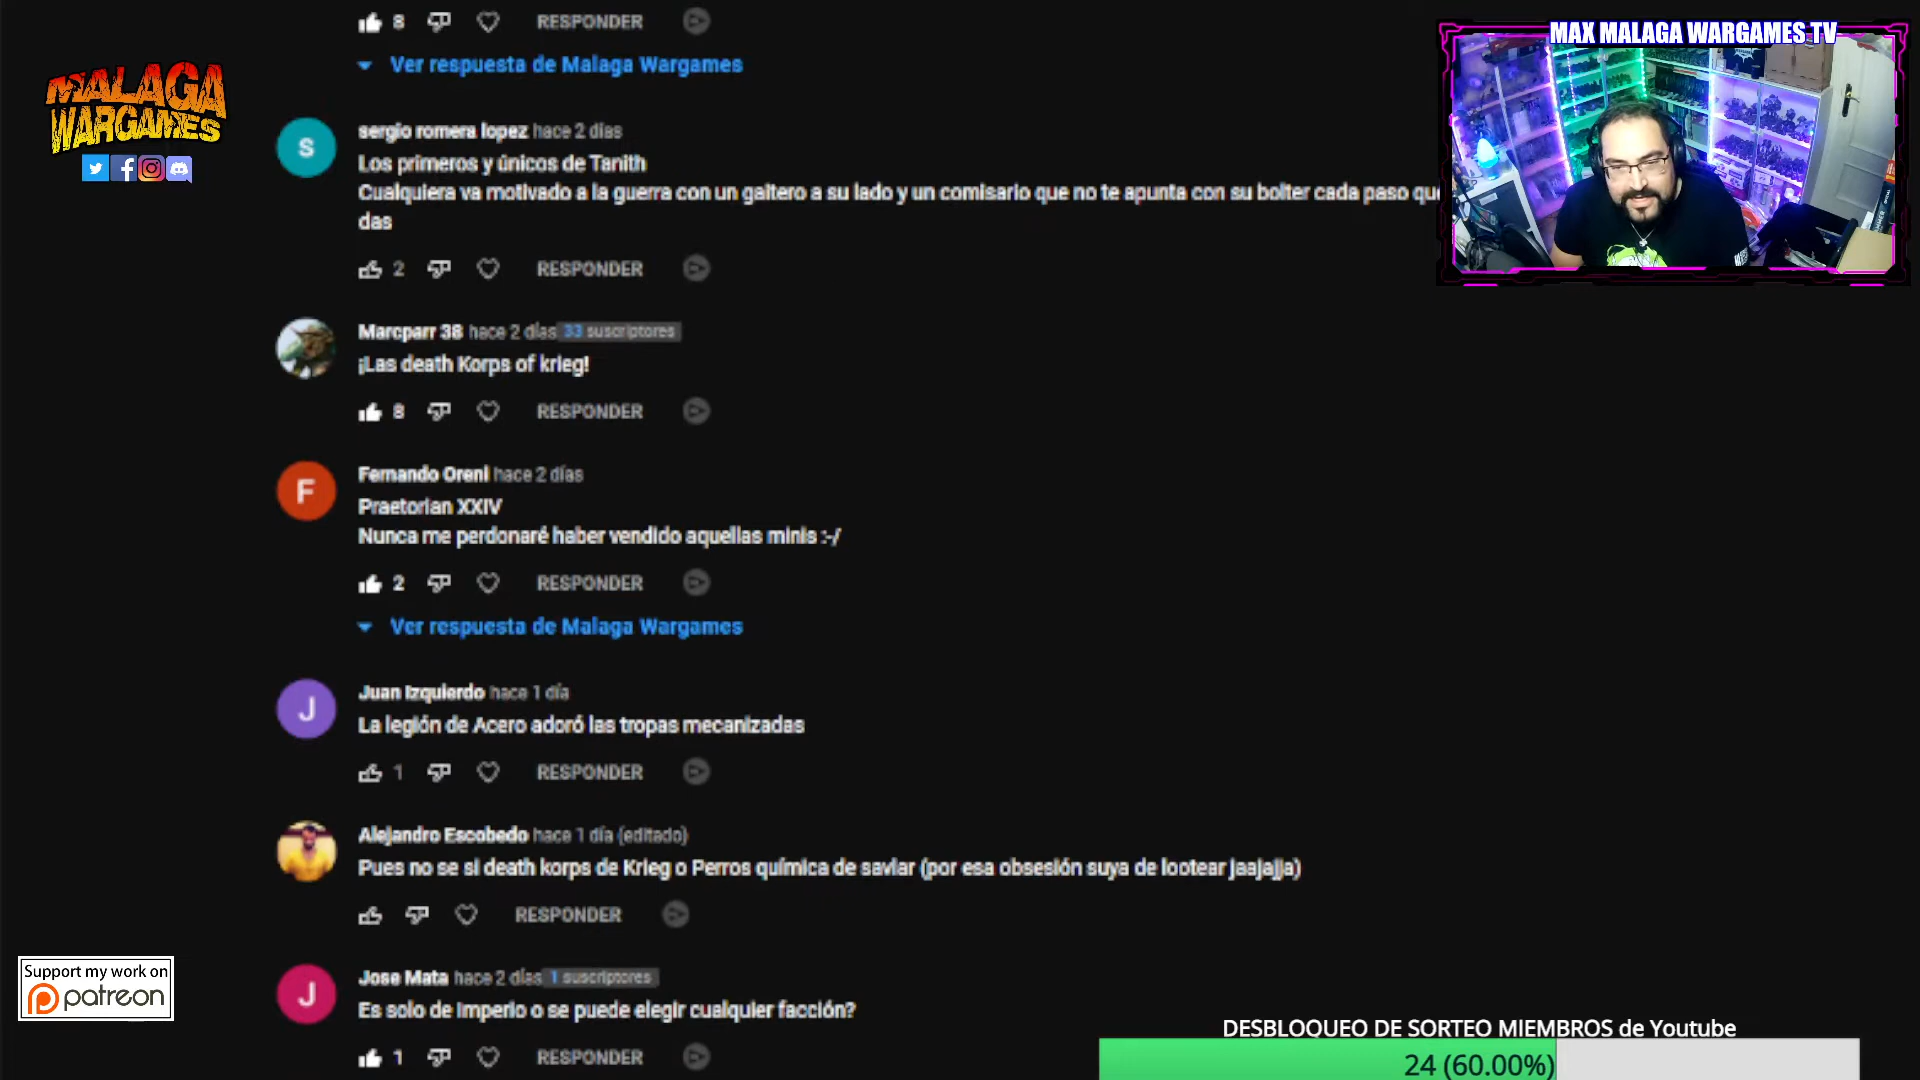 8 RESPONDER
Ver respuesta de Malaga Wargames
MALAGA
WARGAMES
MAX MALAGA WARGAMES TV
S
sergio romera lopez hace 2 días
Los primeros y únicos de Tanith
Cualquiera va motivado a la guerra con un gaitero a su lado y un comisario que no te apunta con su bolter cada paso que
das
2 RESPONDER
Marcparr 38 hace 2 días 33 suscriptores
¡Las death Korps of krieg!
8 RESPONDER
F
Fernando Oreni hace 2 días
Praetorian XXIV
Nunca me perdonaré haber vendido aquellas minis :-/
2 RESPONDER
Ver respuesta de Malaga Wargames
J
Juan Izquierdo hace 1 día
La legión de Acero adoró las tropas mecanizadas
1 RESPONDER
Alejandro Escobedo hace 1 día (editado)
Pues no se si death korps de Krieg o Perros química de savlar (por esa obsesión suya de lootear jaajajja)
RESPONDER
J
Jose Mata hace 2 días 1 suscriptores
Es solo de Imperio o se puede elegir cualquier facción?
1 RESPONDER
Support my work on
patreon
DESBLOQUEO DE SORTEO MIEMBROS de Youtube
24 (60.00%)